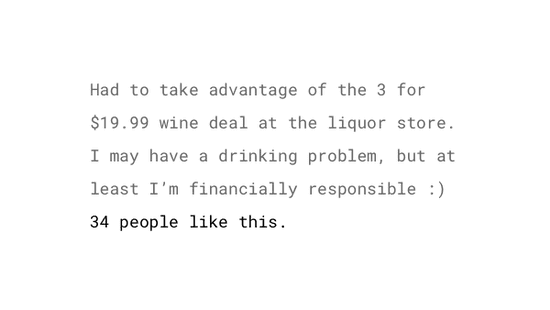 Had to take advantage of the 3 for
$19.99 wine deal at the liquor store.
I may have a drinking problem, but at
least I’m financially responsible :)
34 people like this.